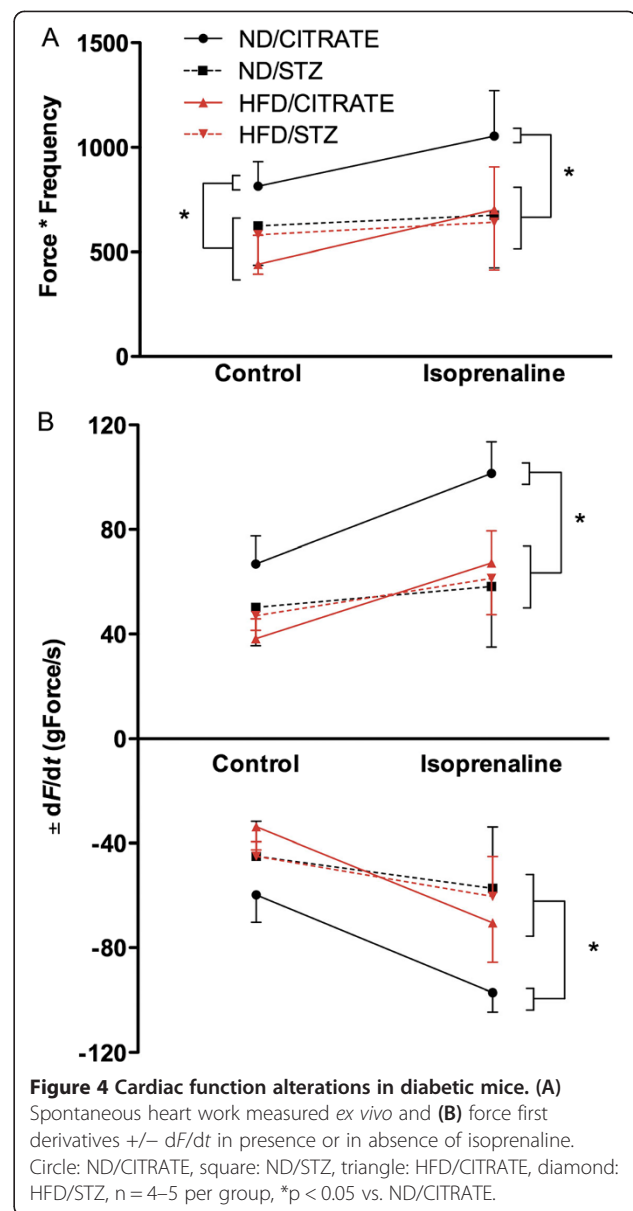 A
1500
ND/CITRATE
ND/STZ
HFD/CITRATE
HFD/STZ
1000
500
0
Force * Frequency
*
*
Control Isoprenaline
B
120
80
40
0
-40
-80
-120
± dF/dt (gForce/s)
*
Control Isoprenaline
*
Figure 4 Cardiac function alterations in diabetic mice. (A)
Spontaneous heart work measured ex vivo and (B) force first
derivatives +/− dF/dt in presence or in absence of isoprenaline.
Circle: ND/CITRATE, square: ND/STZ, triangle: HFD/CITRATE, diamond:
HFD/STZ, n = 4–5 per group, *p < 0.05 vs. ND/CITRATE.